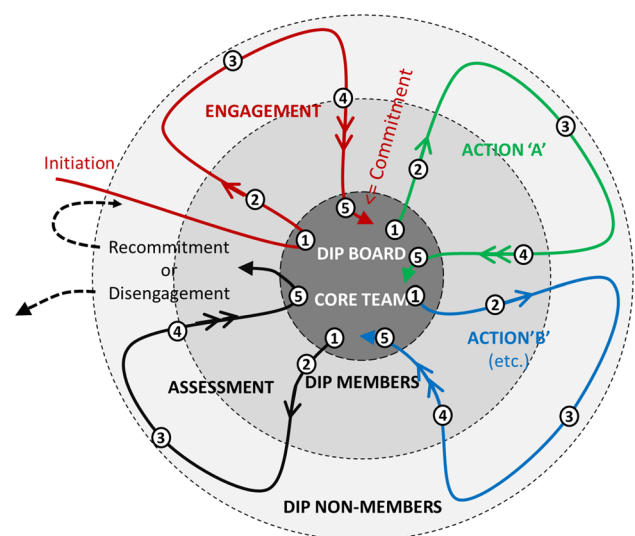 3
4
ENGAGEMENT
<= Commitment
3
ACTION 'A'
Initiation
2
2
5
1
1
DIP BOARD
5
4
Recommitment
or
Disengagement
5
CORE TEAM
1
2
4
1
5
ACTION'B'
(etc.)
2
ASSESSMENT
DIP MEMBERS
4
3
3
DIP NON-MEMBERS